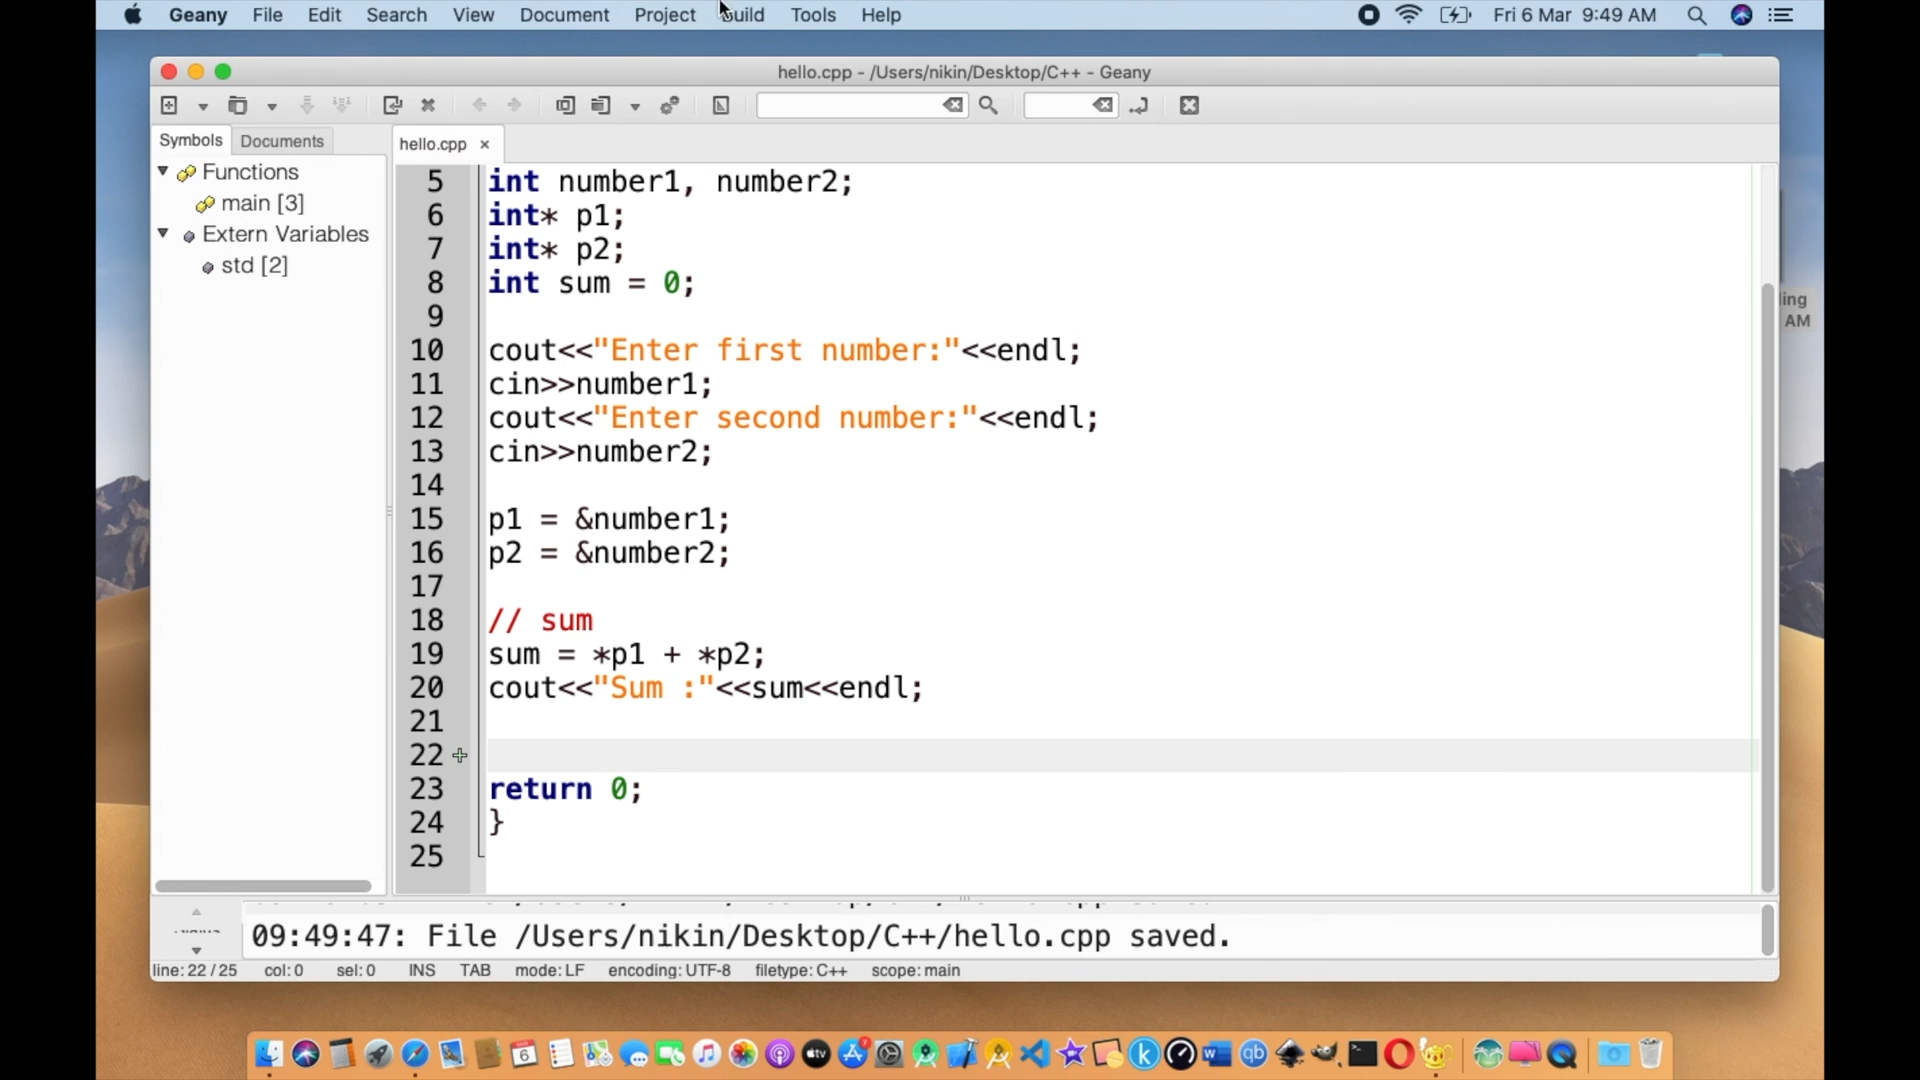 Geany File Edit Search View Document Project Build Tools Help Fri 6 Mar 9:49 AM
hello.cpp - /Users/nikin/Desktop/C++ - Geany
Symbols Documents
hello.cpp ×
Functions
main [3]
Extern Variables
std [2]
5 int number1, number2;
6 int* p1;
7 int* p2;
8 int sum = 0;
9
10 cout<<"Enter first number:"<<endl;
11 cin>>number1;
12 cout<<"Enter second number:"<<endl;
13 cin>>number2;
14
15 p1 = &number1;
16 p2 = &number2;
17
18 // sum
19 sum = *p1 + *p2;
20 cout<<"Sum :"<<sum<<endl;
21
22
23 return 0;
24 }
25
ing
AM
09:49:47: File /Users/nikin/Desktop/C++/hello.cpp saved.
line: 22 / 25 col: 0 sel: 0 INS TAB mode: LF encoding: UTF-8 filetype: C++ scope: main
6
tv
7
k
W
qb